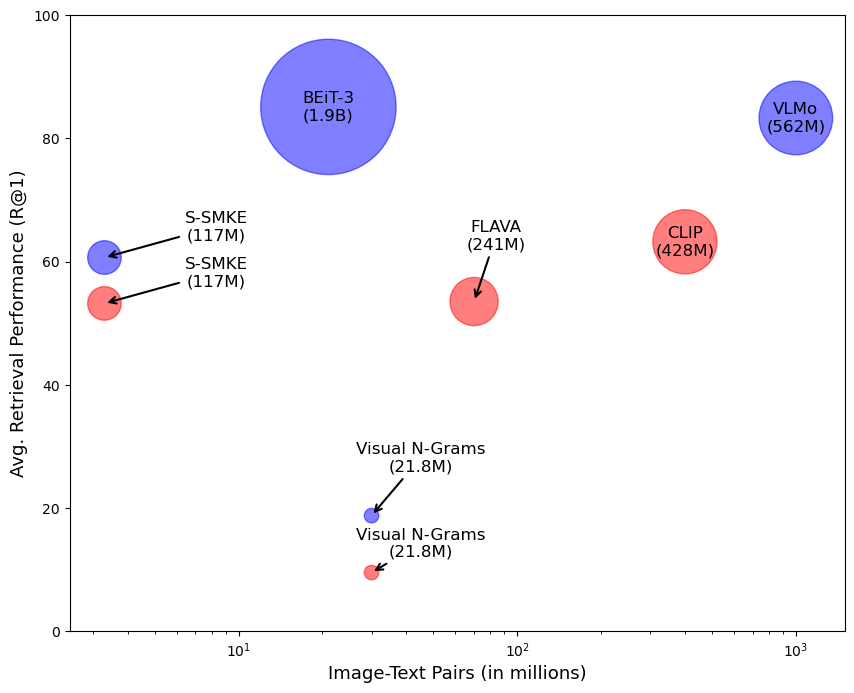 100
80
60
40
20
0
Avg. Retrieval Performance (R@1)
BEiT-3
(1.9B)
VLMo
(562M)
S-SMKE
(117M)
FLAVA
(241M)
CLIP
(428M)
S-SMKE
(117M)
Visual N-Grams
(21.8M)
Visual N-Grams
(21.8M)
10¹
10²
10³
Image-Text Pairs (in millions)